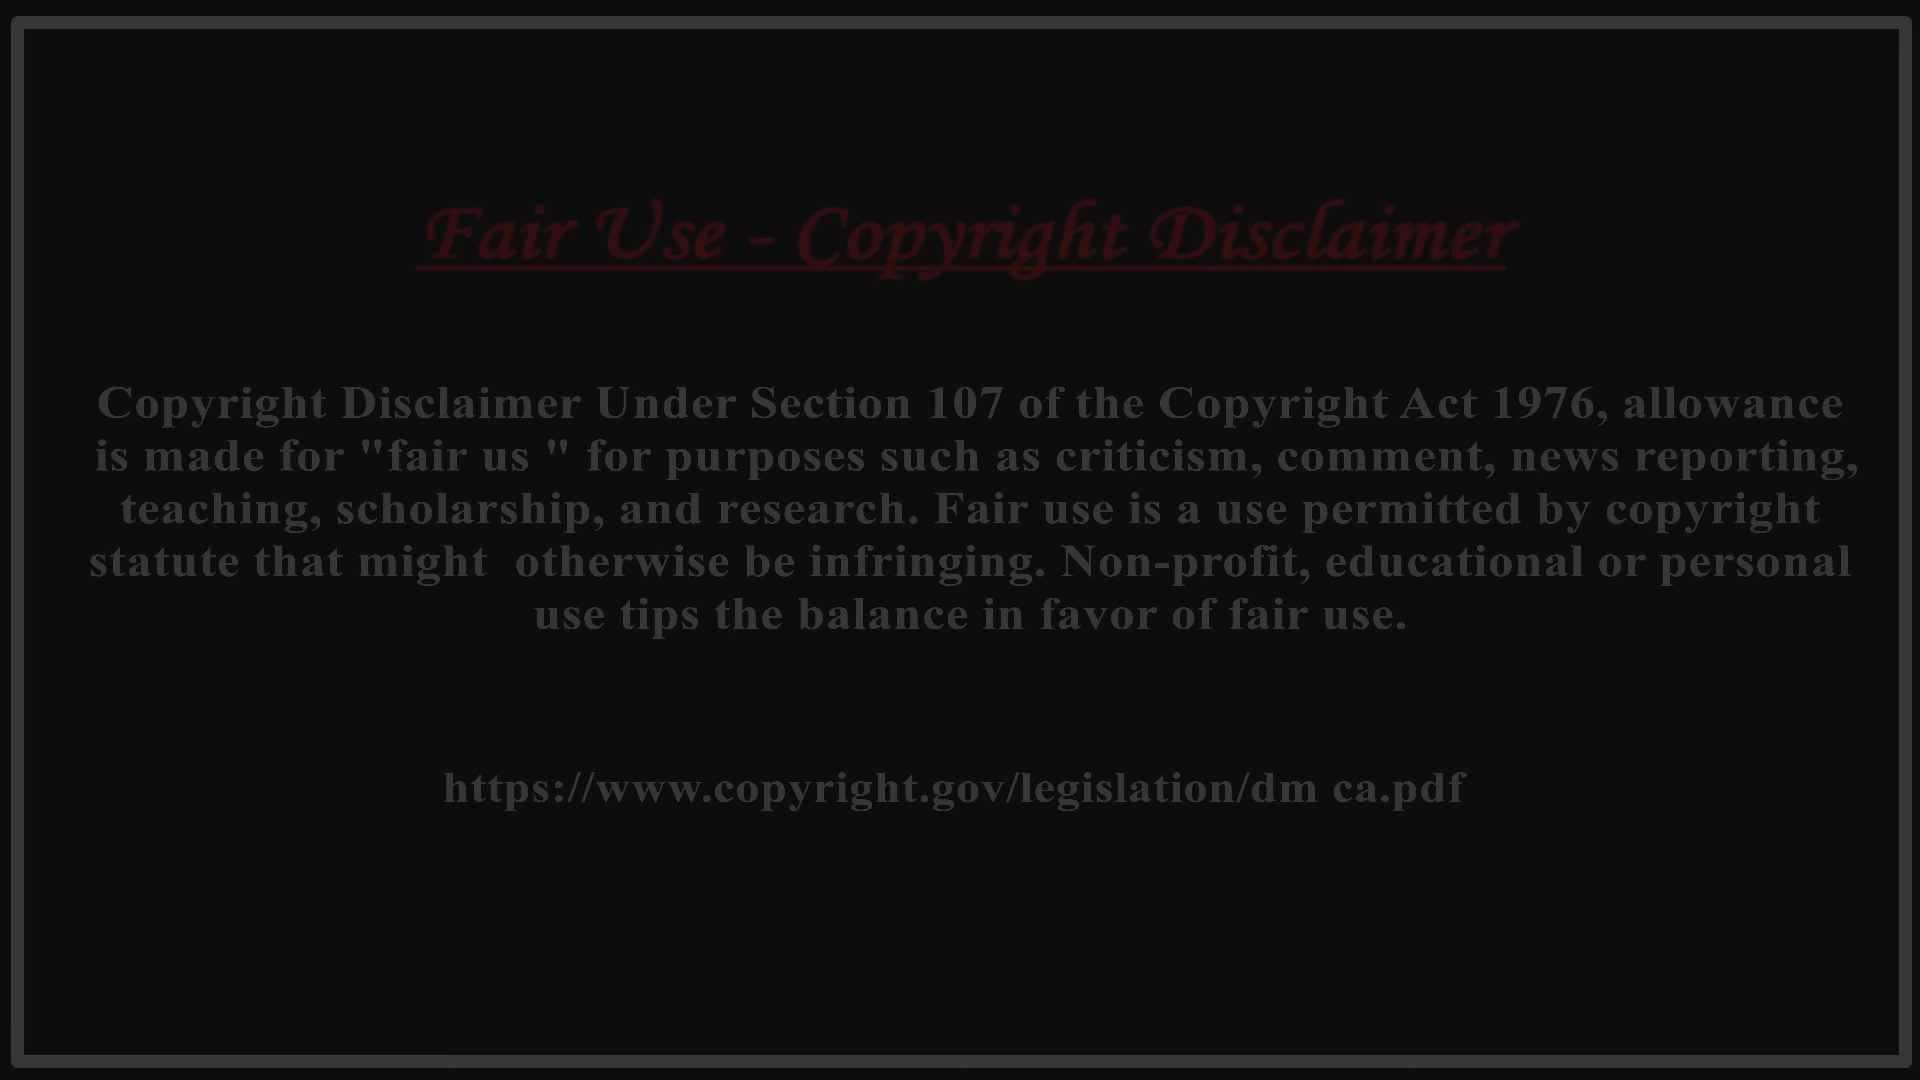 Fair Use - Copyright Disclaimer
Copyright Disclaimer Under Section 107 of the Copyright Act 1976, allowance
is made for "fair us " for purposes such as criticism, comment, news reporting,
teaching, scholarship, and research. Fair use is a use permitted by copyright
statute that might  otherwise be infringing. Non-profit, educational or personal
use tips the balance in favor of fair use.
https://www.copyright.gov/legislation/dm ca.pdf